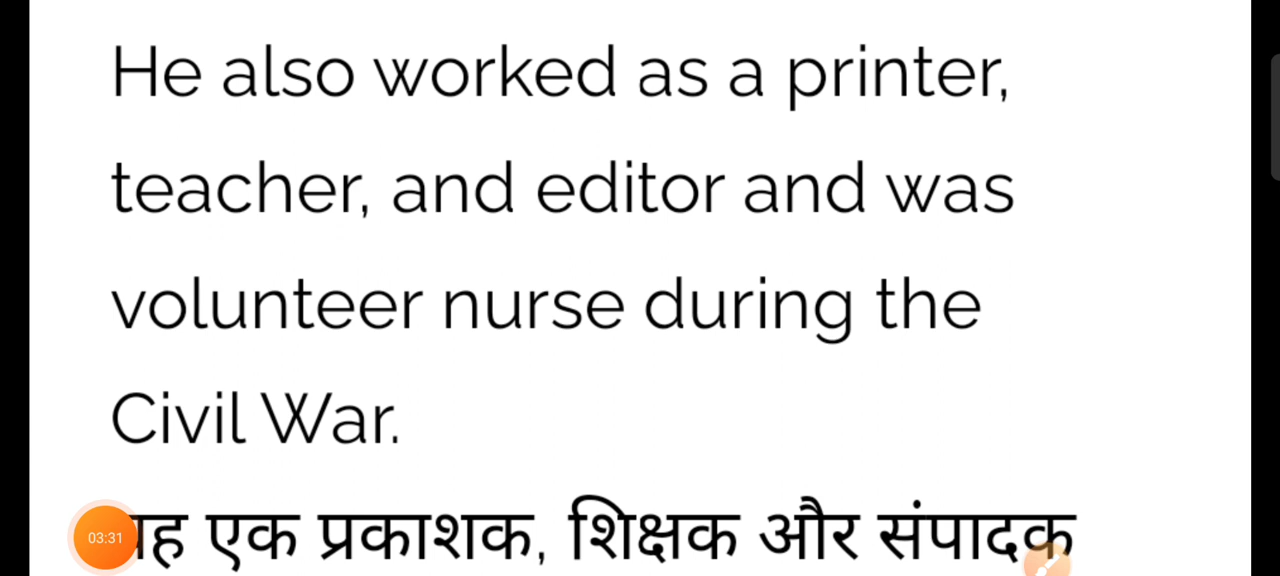 He also worked as a printer,
teacher, and editor and was
volunteer nurse during the
Civil War.
एक प्रकाशक, शिक्षक और संपादक
03:31